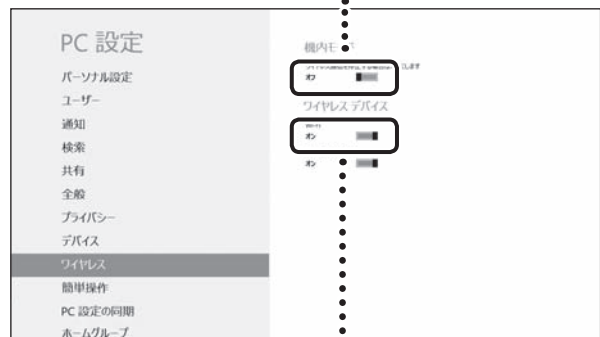 PC 設定
パーソナル設定
ユーザー
通知
検索
共有
全般
プライバシー
デバイス
ワイヤレス
簡単操作
PC 設定の同期
ホームグループ
機内モ
オフ
ワイヤレス デバイス
オン
オン